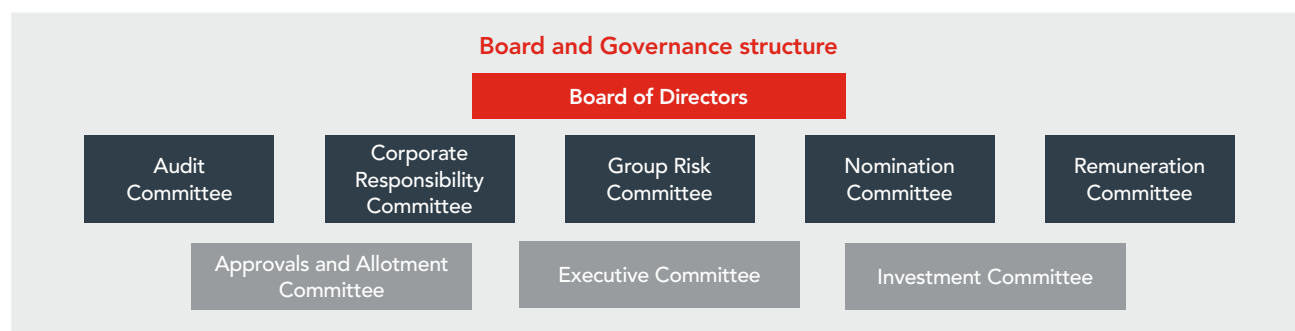 Board and Governance structure
Board of Directors
Audit
Committee
Corporate
Responsibility
Committee
Group Risk
Committee
Nomination
Committee
Remuneration
Committee
Approvals and Allotment
Committee
Executive Committee
Investment Committee